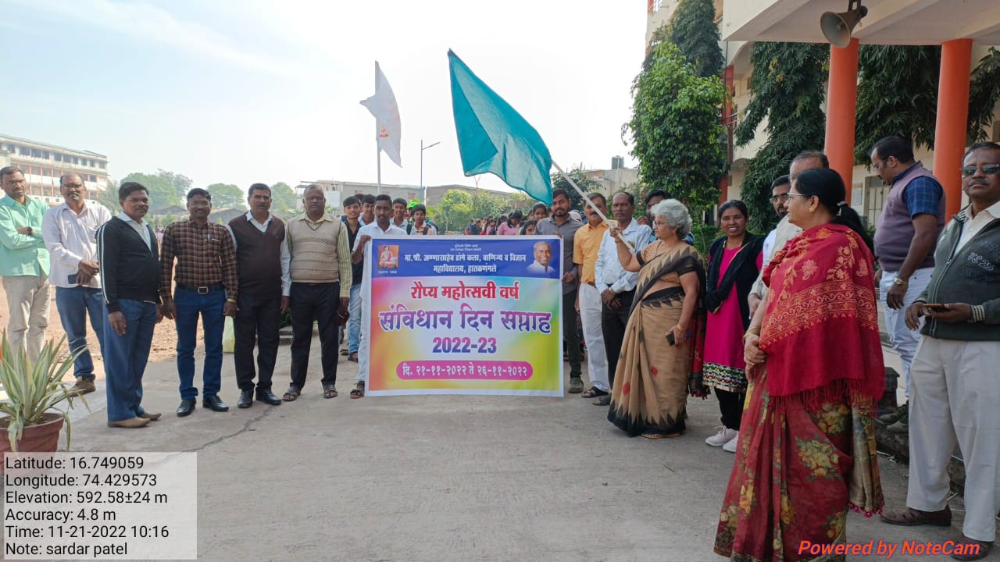 मा.श्री. अण्णासाहेब डांगे कला, वाणिज्य व विज्ञान
महाविद्यालय, हातकणंगले
रौप्य महोत्सवी वर्ष
संविधान दिन सप्ताह
2022-23
दि. २१-११-२०२२ ते २६-११-२०२२
Latitude: 16.749059
Longitude: 74.429573
Elevation: 592.58±24 m
Accuracy: 4.8 m
Time: 11-21-2022 10:16
Note: sardar patel
Powered by NoteCam